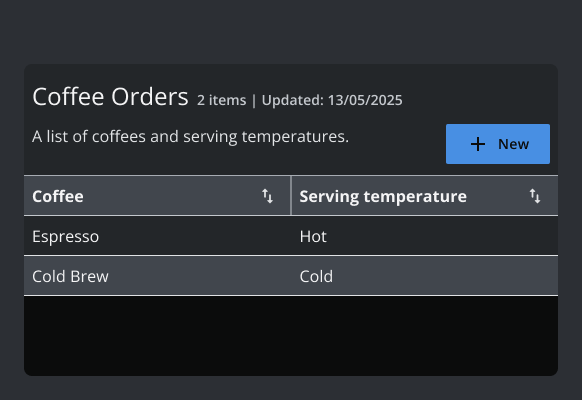 Coffee Orders 2 items | Updated: 13/05/2025
A list of coffees and serving temperatures.
New
Coffee Serving temperature
Espresso Hot
Cold Brew Cold